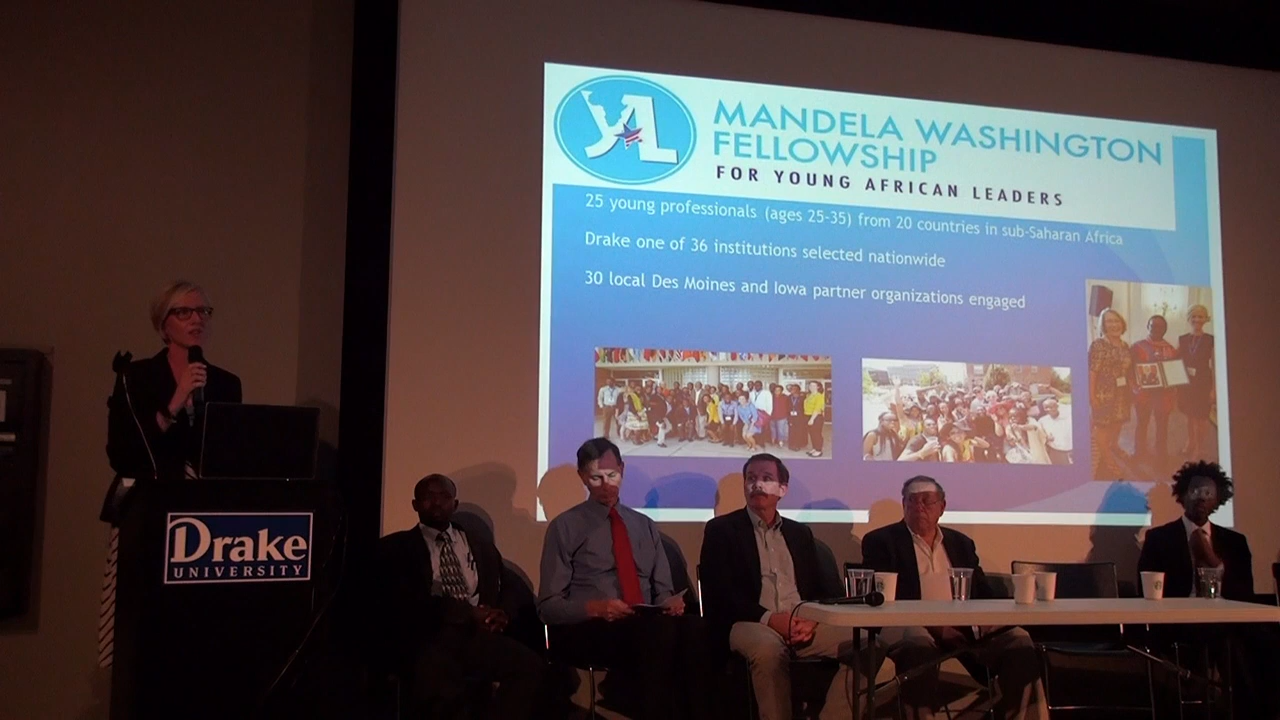 YAL
MANDELA WASHINGTON
FELLOWSHIP
FOR YOUNG AFRICAN LEADERS
25 young professionals (ages 25-35) from 20 countries in sub-Saharan Africa
Drake one of 36 institutions selected nationwide
30 local Des Moines and Iowa partner organizations engaged
Drake
UNIVERSITY